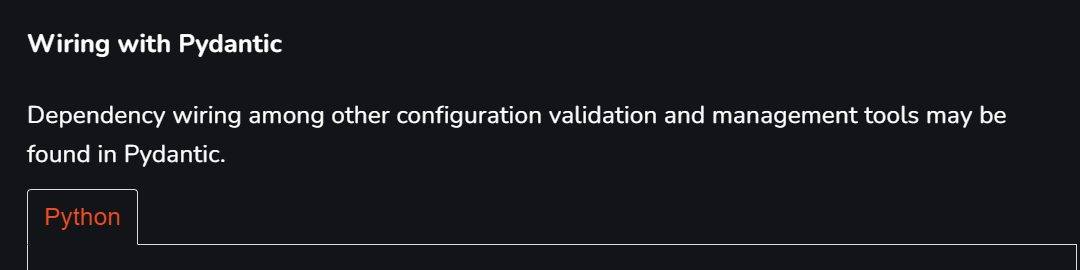 Wiring with Pydantic
Dependency wiring among other configuration validation and management tools may be
found in Pydantic.
Python